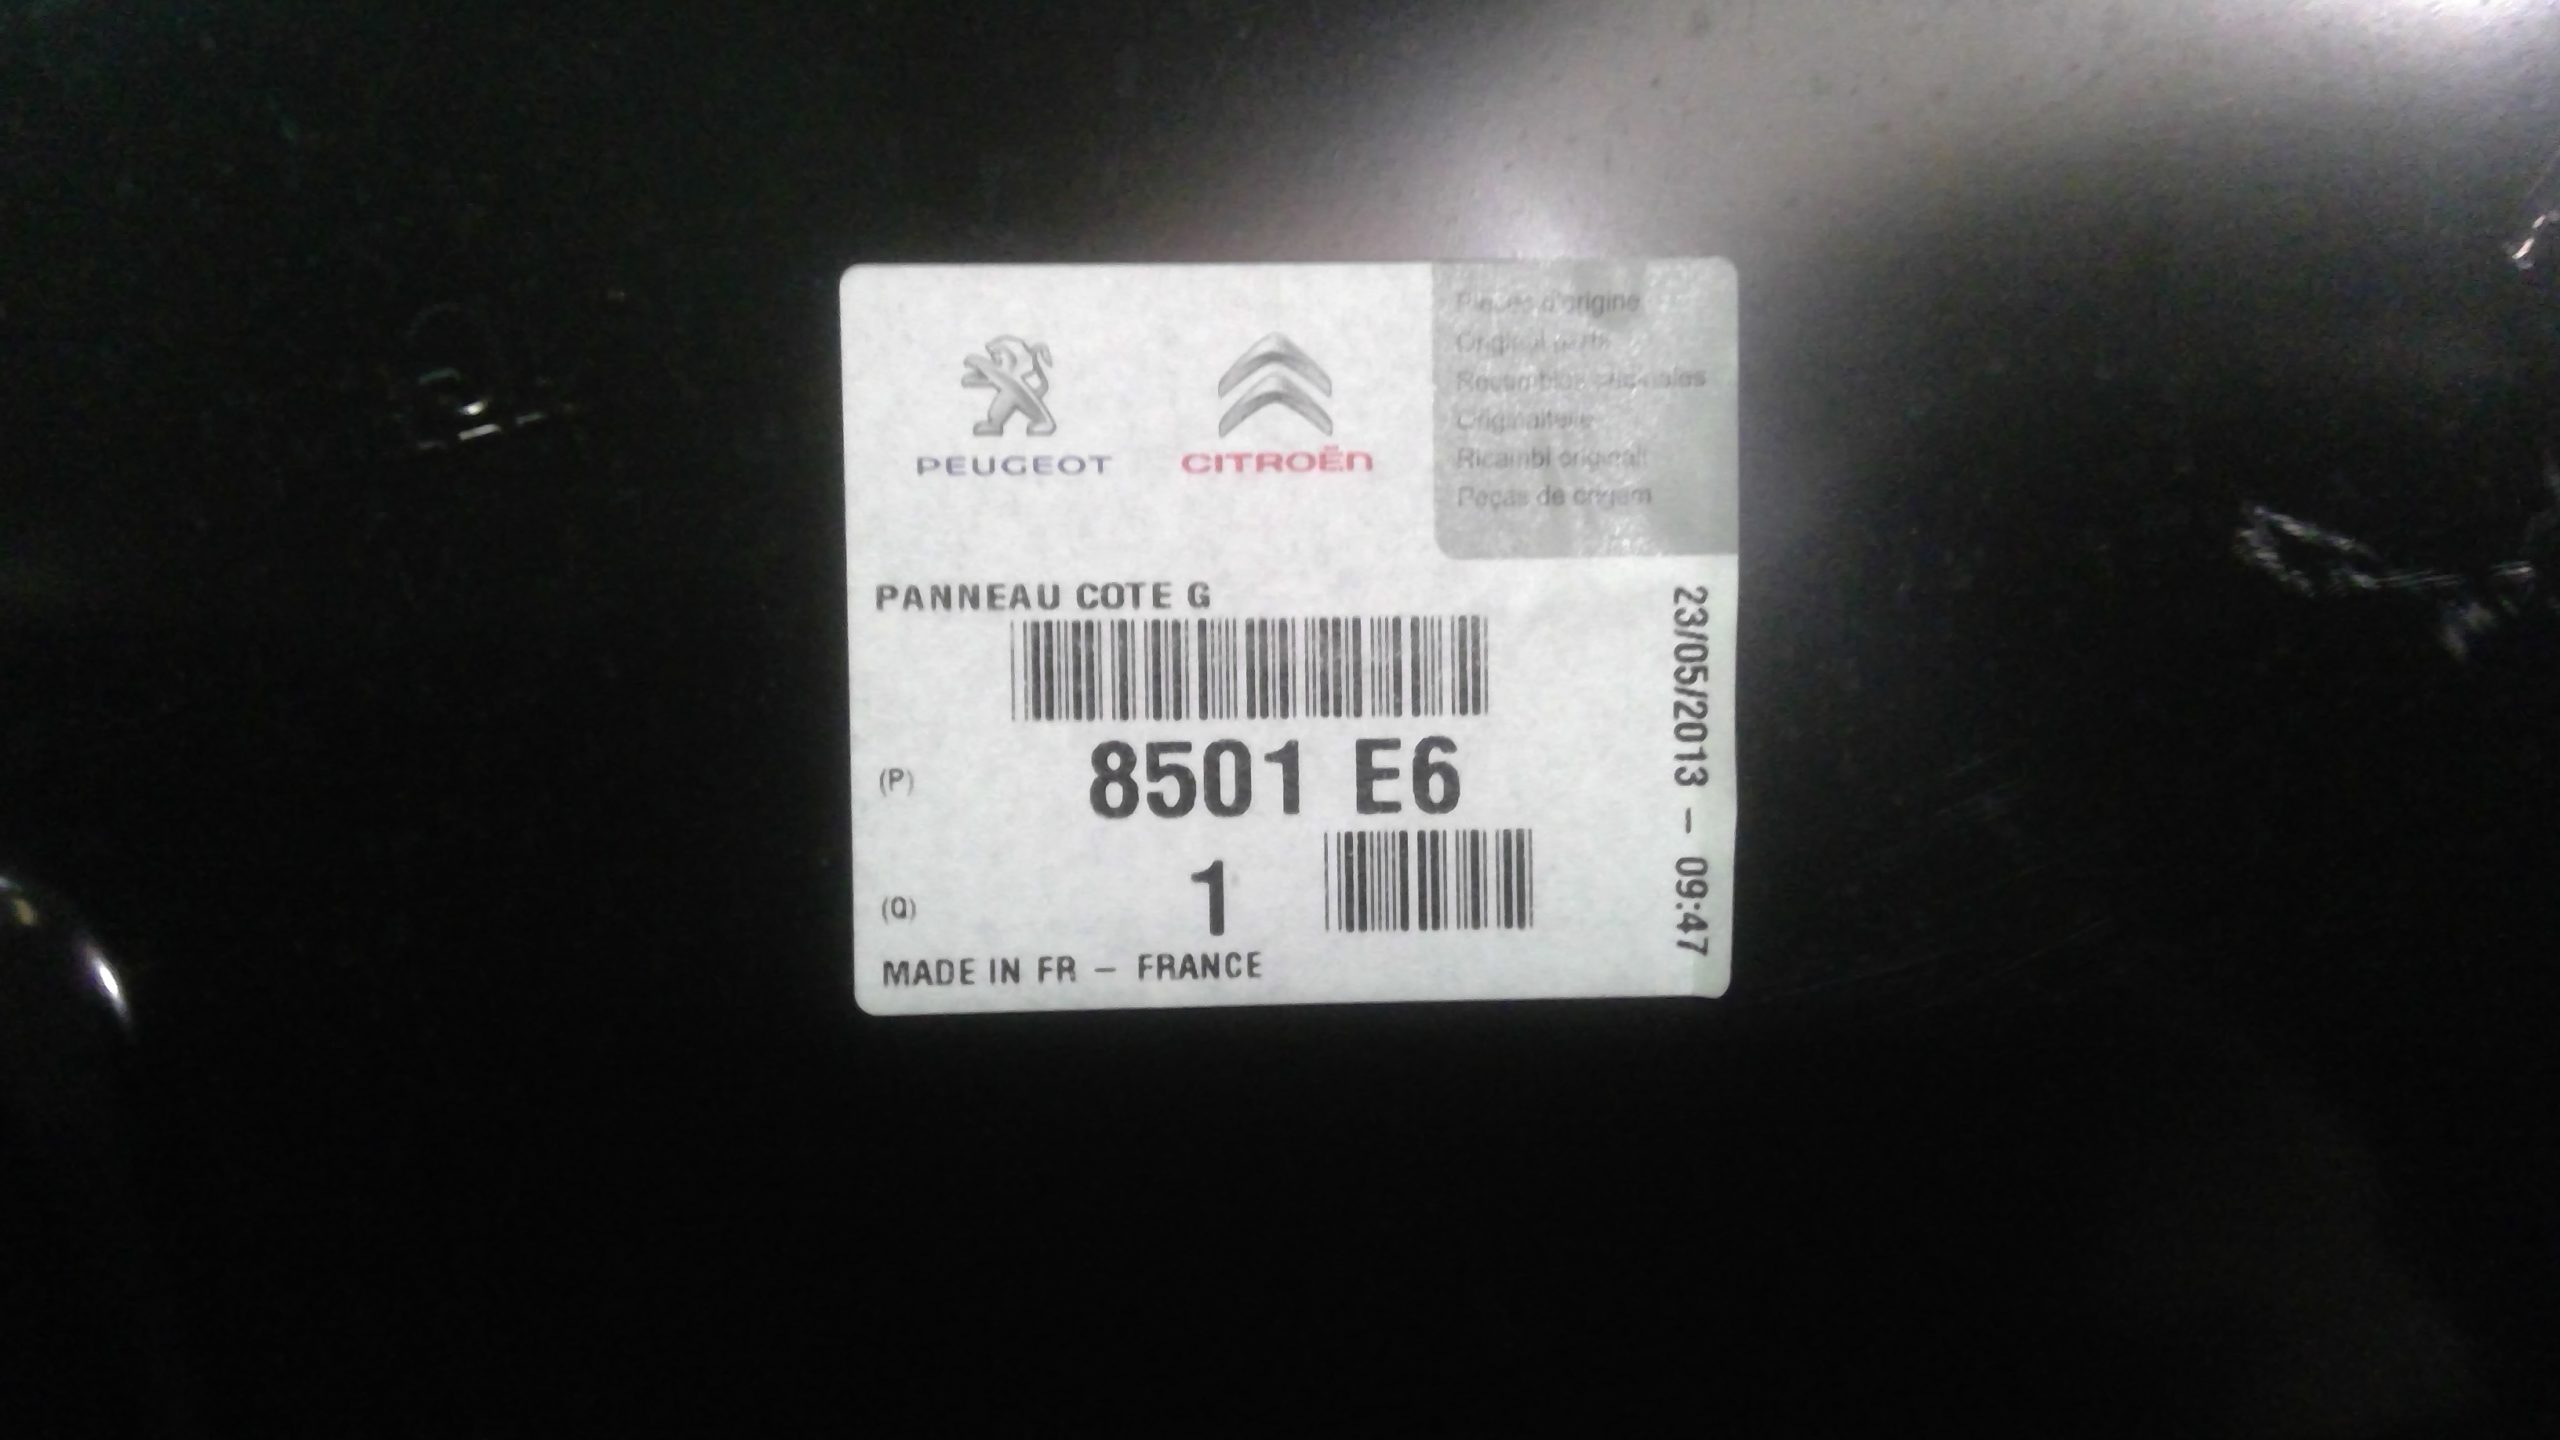 PEUGEOT
CITROËN
Pièces d'origine
Original parts
Recambios originales
Originalteile
Ricambi originali
Peças de origem
PANNEAU COTE G
(P) 8501 E6
(Q) 1
MADE IN FR – FRANCE
23/05/2013 – 09:47